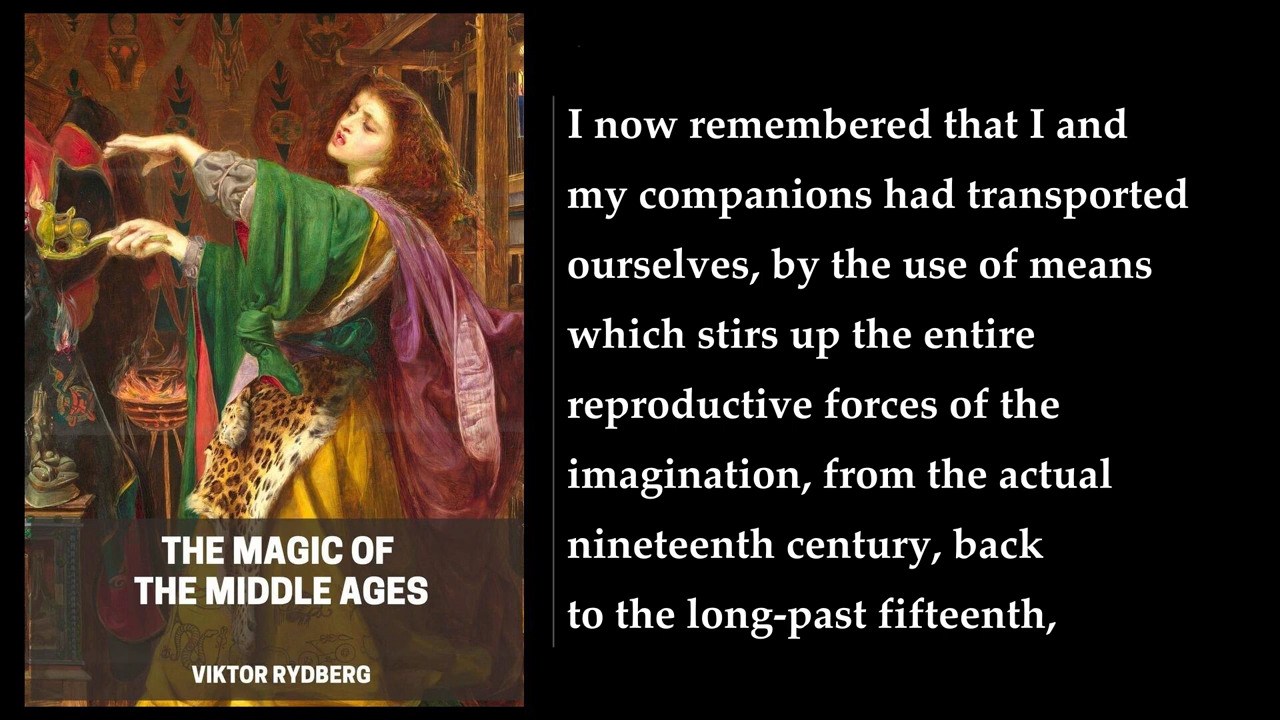 THE MAGIC OF
THE MIDDLE AGES
VIKTOR RYDBERG
I now remembered that I and
my companions had transported
ourselves, by the use of means
which stirs up the entire
reproductive forces of the
imagination, from the actual
nineteenth century, back
to the long-past fifteenth,